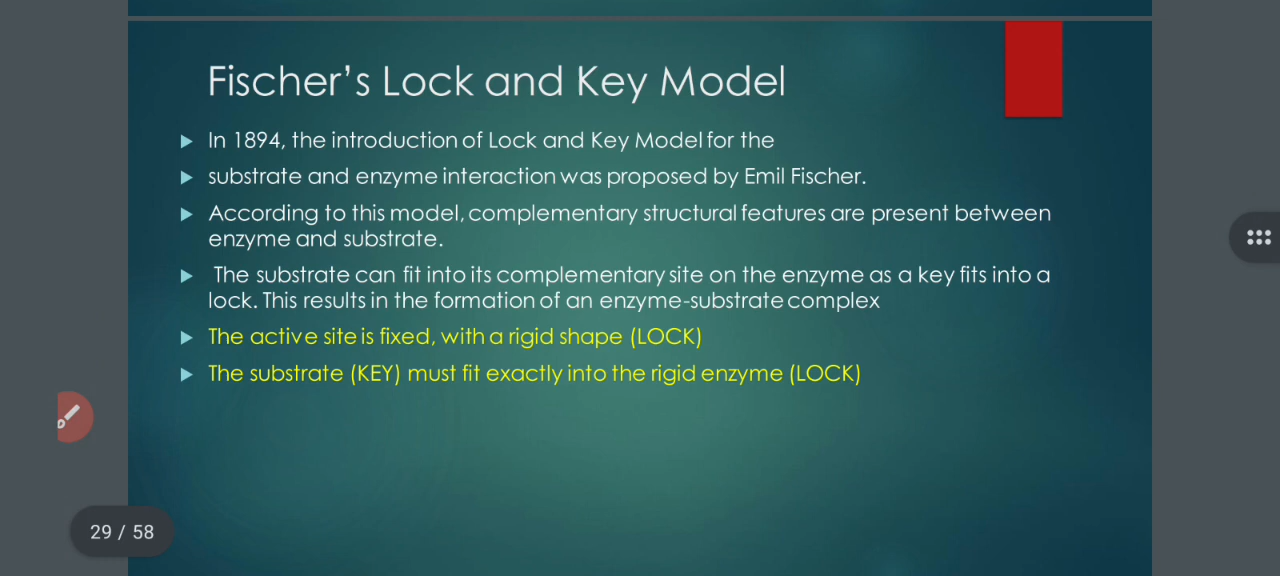 Fischer’s Lock and Key Model
In 1894, the introduction of Lock and Key Model for the
substrate and enzyme interaction was proposed by Emil Fischer.
According to this model, complementary structural features are present between
enzyme and substrate.
The substrate can fit into its complementary site on the enzyme as a key fits into a
lock. This results in the formation of an enzyme-substrate complex
The active site is fixed, with a rigid shape (LOCK)
The substrate (KEY) must fit exactly into the rigid enzyme (LOCK)
29 / 58